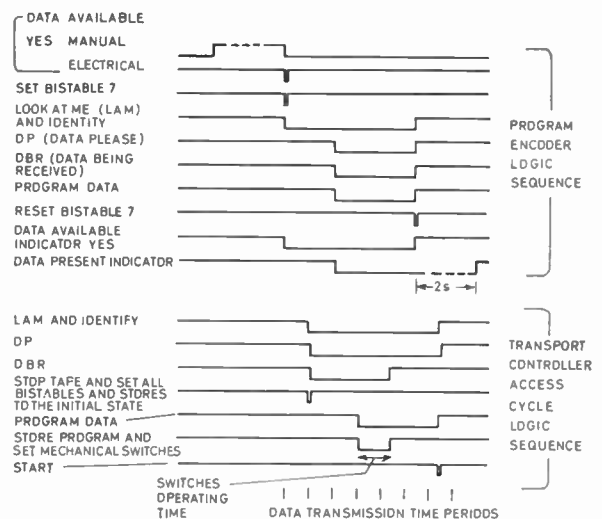 DATA AVAILABLE
YES MANUAL
ELECTRICAL
SET BISTABLE 7
LOOK AT ME (LAM)
AND IDENTITY
DP (DATA PLEASE)
DBR (DATA BEING
RECEIVED)
PROGRAM DATA
RESET BISTABLE 7
DATA AVAILABLE
INDICATOR YES
DATA PRESENT INDICATOR
2s
PROGRAM
ENCODER
LOGIC
SEQUENCE
LAM AND IDENTIFY
DP
DBR
STOP TAPE AND SET ALL
BISTABLES AND STORES
TO THE INITIAL STATE
PROGRAM DATA
STORE PROGRAM AND
SET MECHANICAL SWITCHES
START
SWITCHES
OPERATING
TIME
DATA TRANSMISSION TIME PERIODS
TRANSPORT
CONTROLLER
ACCESS
CYCLE
LOGIC
SEQUENCE